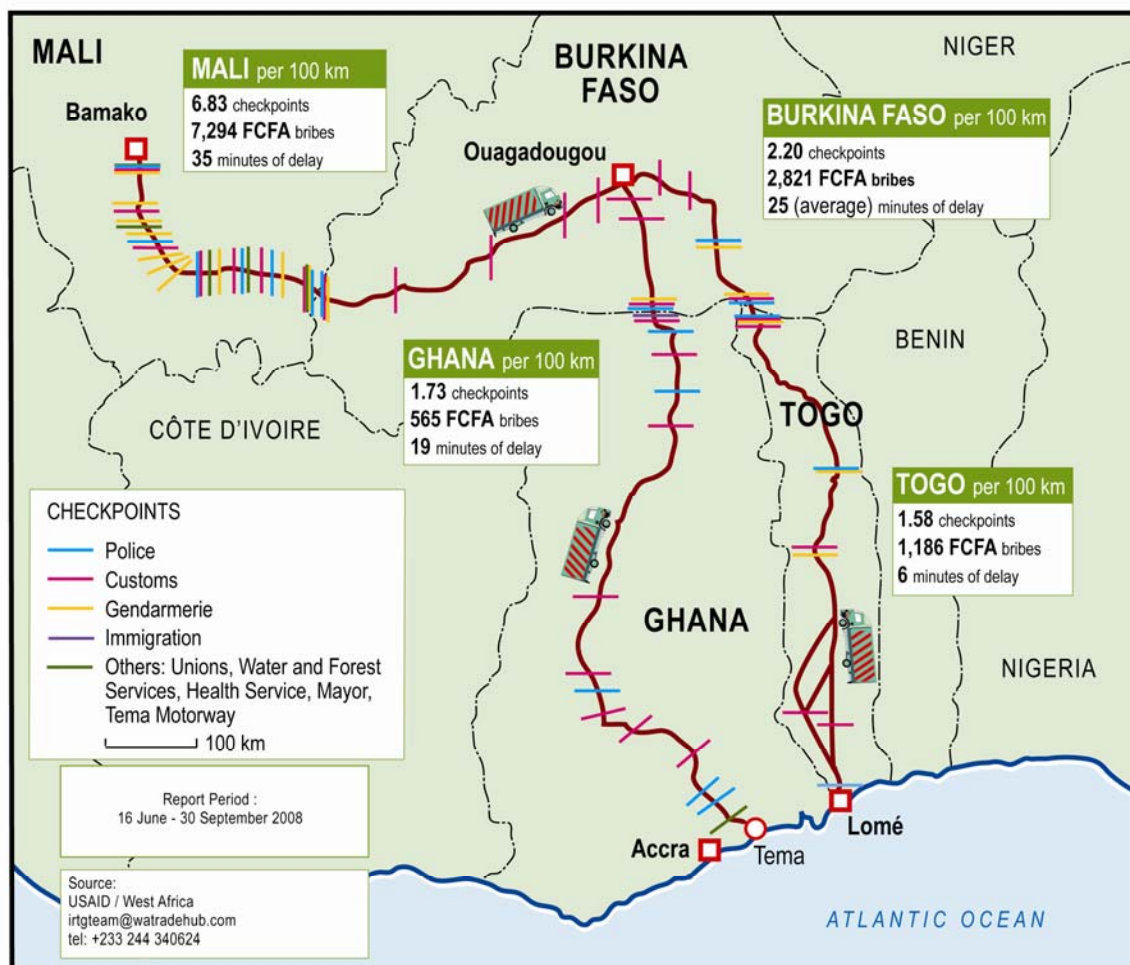 MALI
BURKINA
FASO
NIGER
MALI per 100 km
6.83 checkpoints
7,294 FCFA bribes
35 minutes of delay
Bamako
Ouagadougou
BURKINA FASO per 100 km
2.20 checkpoints
2,821 FCFA bribes
25 (average) minutes of delay
BENIN
GHANA per 100 km
1.73 checkpoints
565 FCFA bribes
19 minutes of delay
CÔTE D'IVOIRE
TOGO
TOGO per 100 km
1.58 checkpoints
1,186 FCFA bribes
6 minutes of delay
CHECKPOINTS
Police
Customs
Gendarmerie
Immigration
Others: Unions, Water and Forest
Services, Health Service, Mayor,
Tema Motorway
100 km
GHANA
NIGERIA
Report Period :
16 June - 30 September 2008
Accra
Tema
Lomé
Source:
USAID / West Africa
irtgteam@watradehub.com
tel: +233 244 340624
ATLANTIC OCEAN